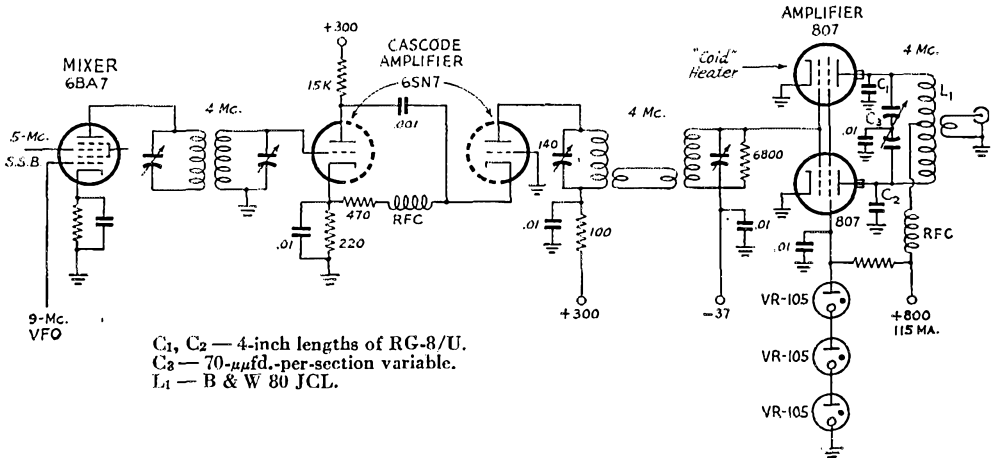 MIXER
6BA7
5-Mc.
S.S.B.
9-Mc.
VFO
4 Mc.
+300
15K
CASCODE
AMPLIFIER
6SN7
.001
470
RFC
.01
220
140
.01
100
+300
4 Mc.
6800
.01
-37
AMPLIFIER
807
"Cold"
Heater
4 Mc.
C1
L1
C3
.01
807
C2
.01
RFC
VR-105
+800
115 MA.
VR-105
VR-105
C1, C2 — 4-inch lengths of RG-8/U.
C3 — 70-μμfd.-per-section variable.
L1 — B & W 80 JCL.